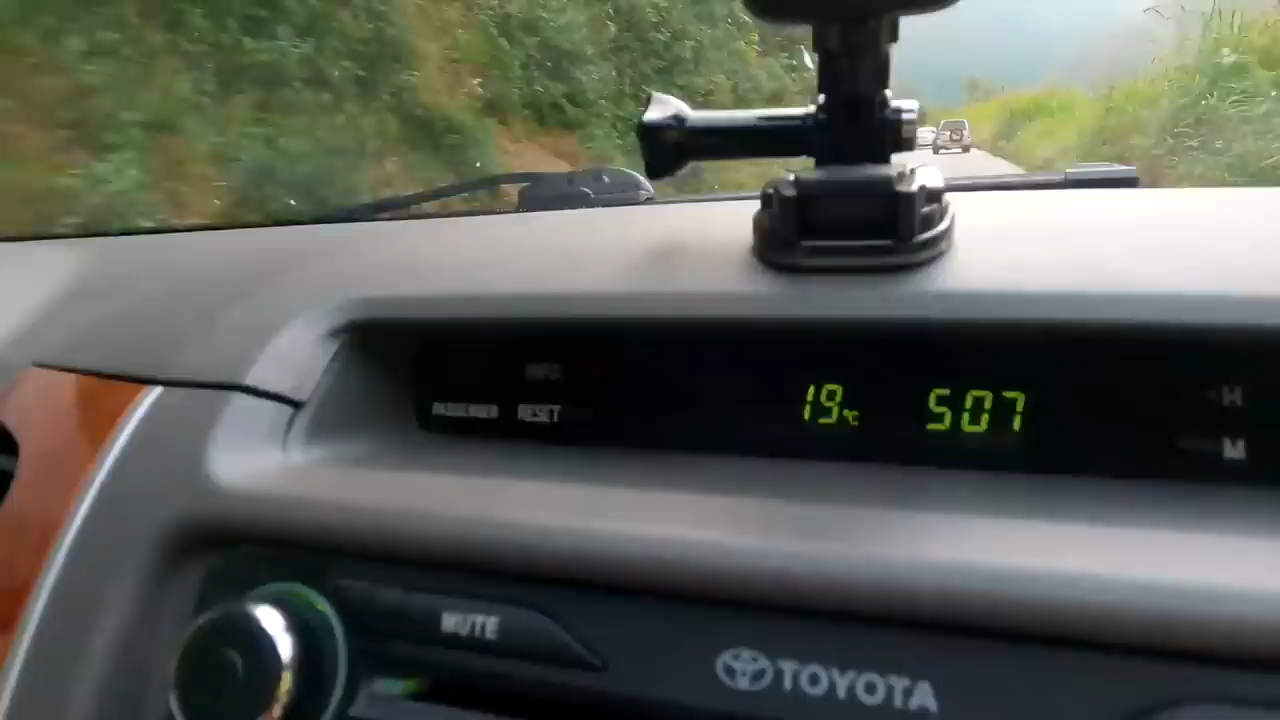 INFO
PASSENGER RESET
19°C 507
H
M
MUTE
TOYOTA